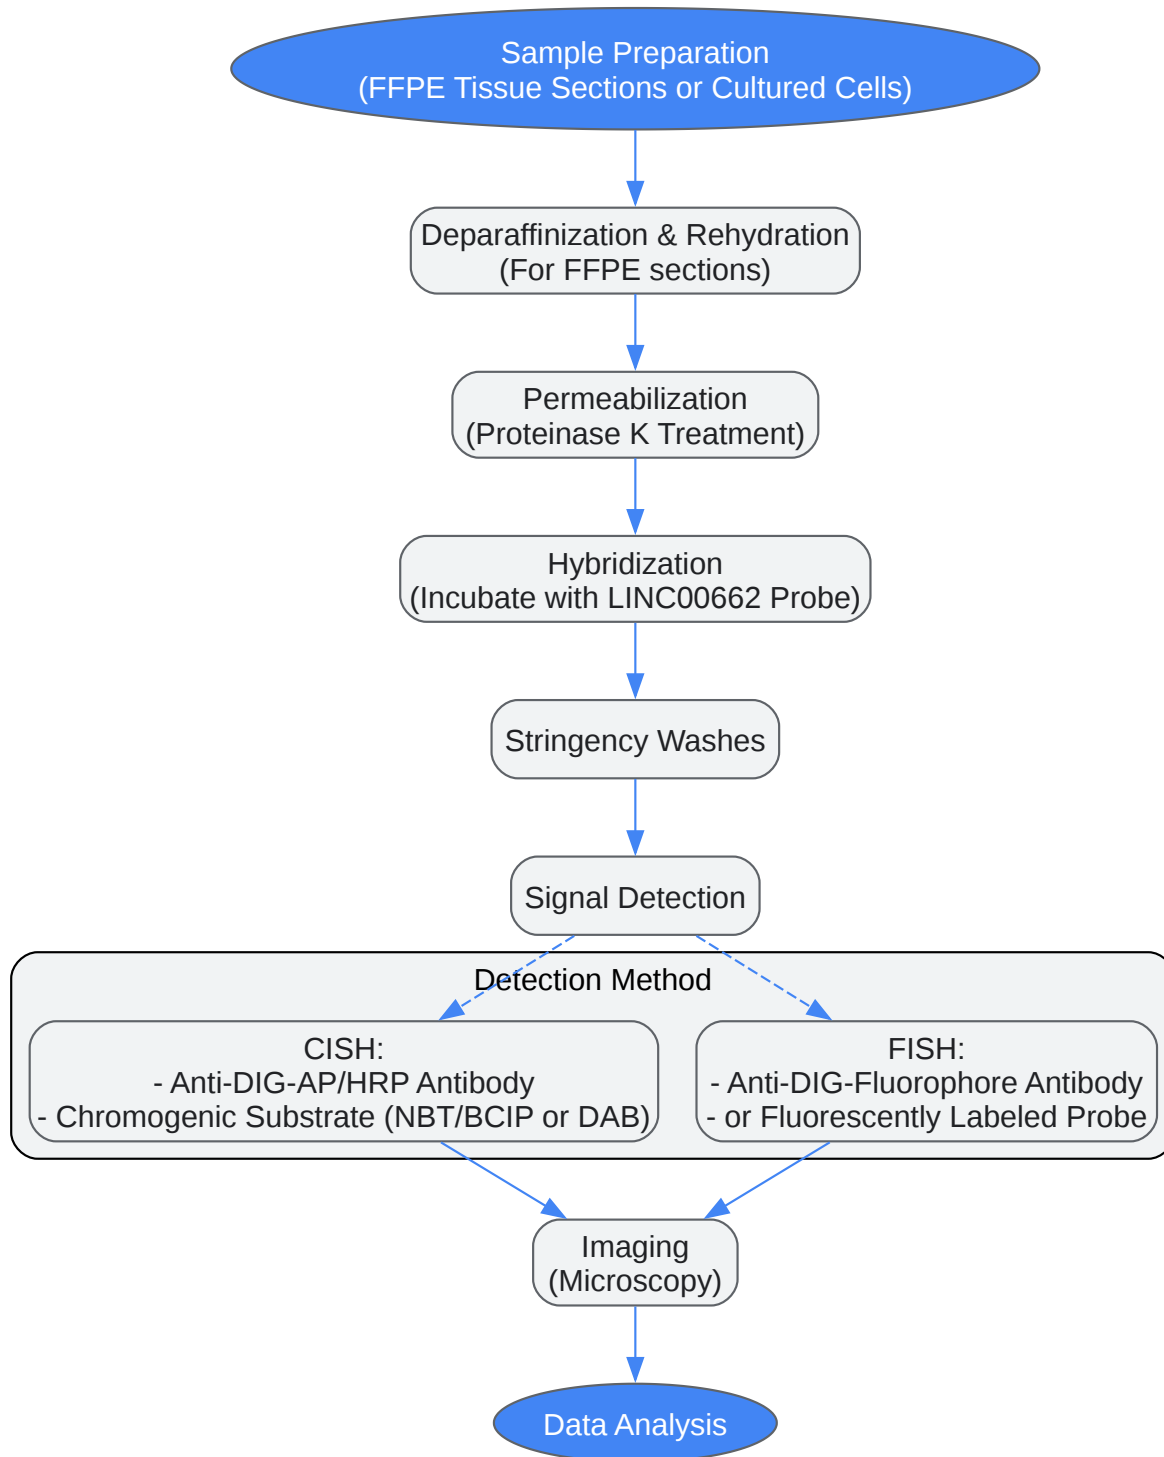 Sample Preparation
(FFPE Tissue Sections or Cultured Cells)
Deparaffinization & Rehydration
(For FFPE sections)
Permeabilization
(Proteinase K Treatment)
Hybridization
(Incubate with LINC00662 Probe)
Stringency Washes
Signal Detection
Detection Method
CISH:
- Anti-DIG-AP/HRP Antibody
- Chromogenic Substrate (NBT/BCIP or DAB)
FISH:
- Anti-DIG-Fluorophore Antibody
- or Fluorescently Labeled Probe
Imaging
(Microscopy)
Data Analysis